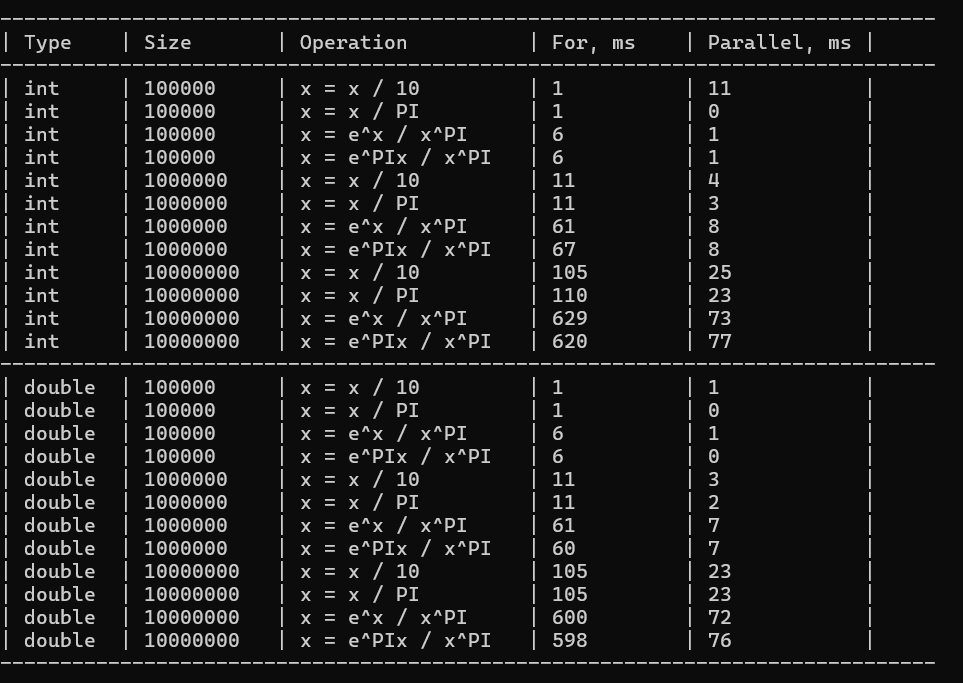 -------------------------------------------------------------------------------
| Type    | Size       | Operation          | For, ms    | Parallel, ms |
-------------------------------------------------------------------------------
| int     | 100000     | x = x / 10         | 1          | 11           |
| int     | 100000     | x = x / PI         | 1          | 0            |
| int     | 100000     | x = e^x / x^PI     | 6          | 1            |
| int     | 100000     | x = e^PIx / x^PI   | 6          | 1            |
| int     | 1000000    | x = x / 10         | 11         | 4            |
| int     | 1000000    | x = x / PI         | 11         | 3            |
| int     | 1000000    | x = e^x / x^PI     | 61         | 8            |
| int     | 1000000    | x = e^PIx / x^PI   | 67         | 8            |
| int     | 10000000   | x = x / 10         | 105        | 25           |
| int     | 10000000   | x = x / PI         | 110        | 23           |
| int     | 10000000   | x = e^x / x^PI     | 629        | 73           |
| int     | 10000000   | x = e^PIx / x^PI   | 620        | 77           |
-------------------------------------------------------------------------------
| double  | 100000     | x = x / 10         | 1          | 1            |
| double  | 100000     | x = x / PI         | 1          | 0            |
| double  | 100000     | x = e^x / x^PI     | 6          | 1            |
| double  | 100000     | x = e^PIx / x^PI   | 6          | 0            |
| double  | 1000000    | x = x / 10         | 11         | 3            |
| double  | 1000000    | x = x / PI         | 11         | 2            |
| double  | 1000000    | x = e^x / x^PI     | 61         | 7            |
| double  | 1000000    | x = e^PIx / x^PI   | 60         | 7            |
| double  | 10000000   | x = x / 10         | 105        | 23           |
| double  | 10000000   | x = x / PI         | 105        | 23           |
| double  | 10000000   | x = e^x / x^PI     | 600        | 72           |
| double  | 10000000   | x = e^PIx / x^PI   | 598        | 76           |
-------------------------------------------------------------------------------